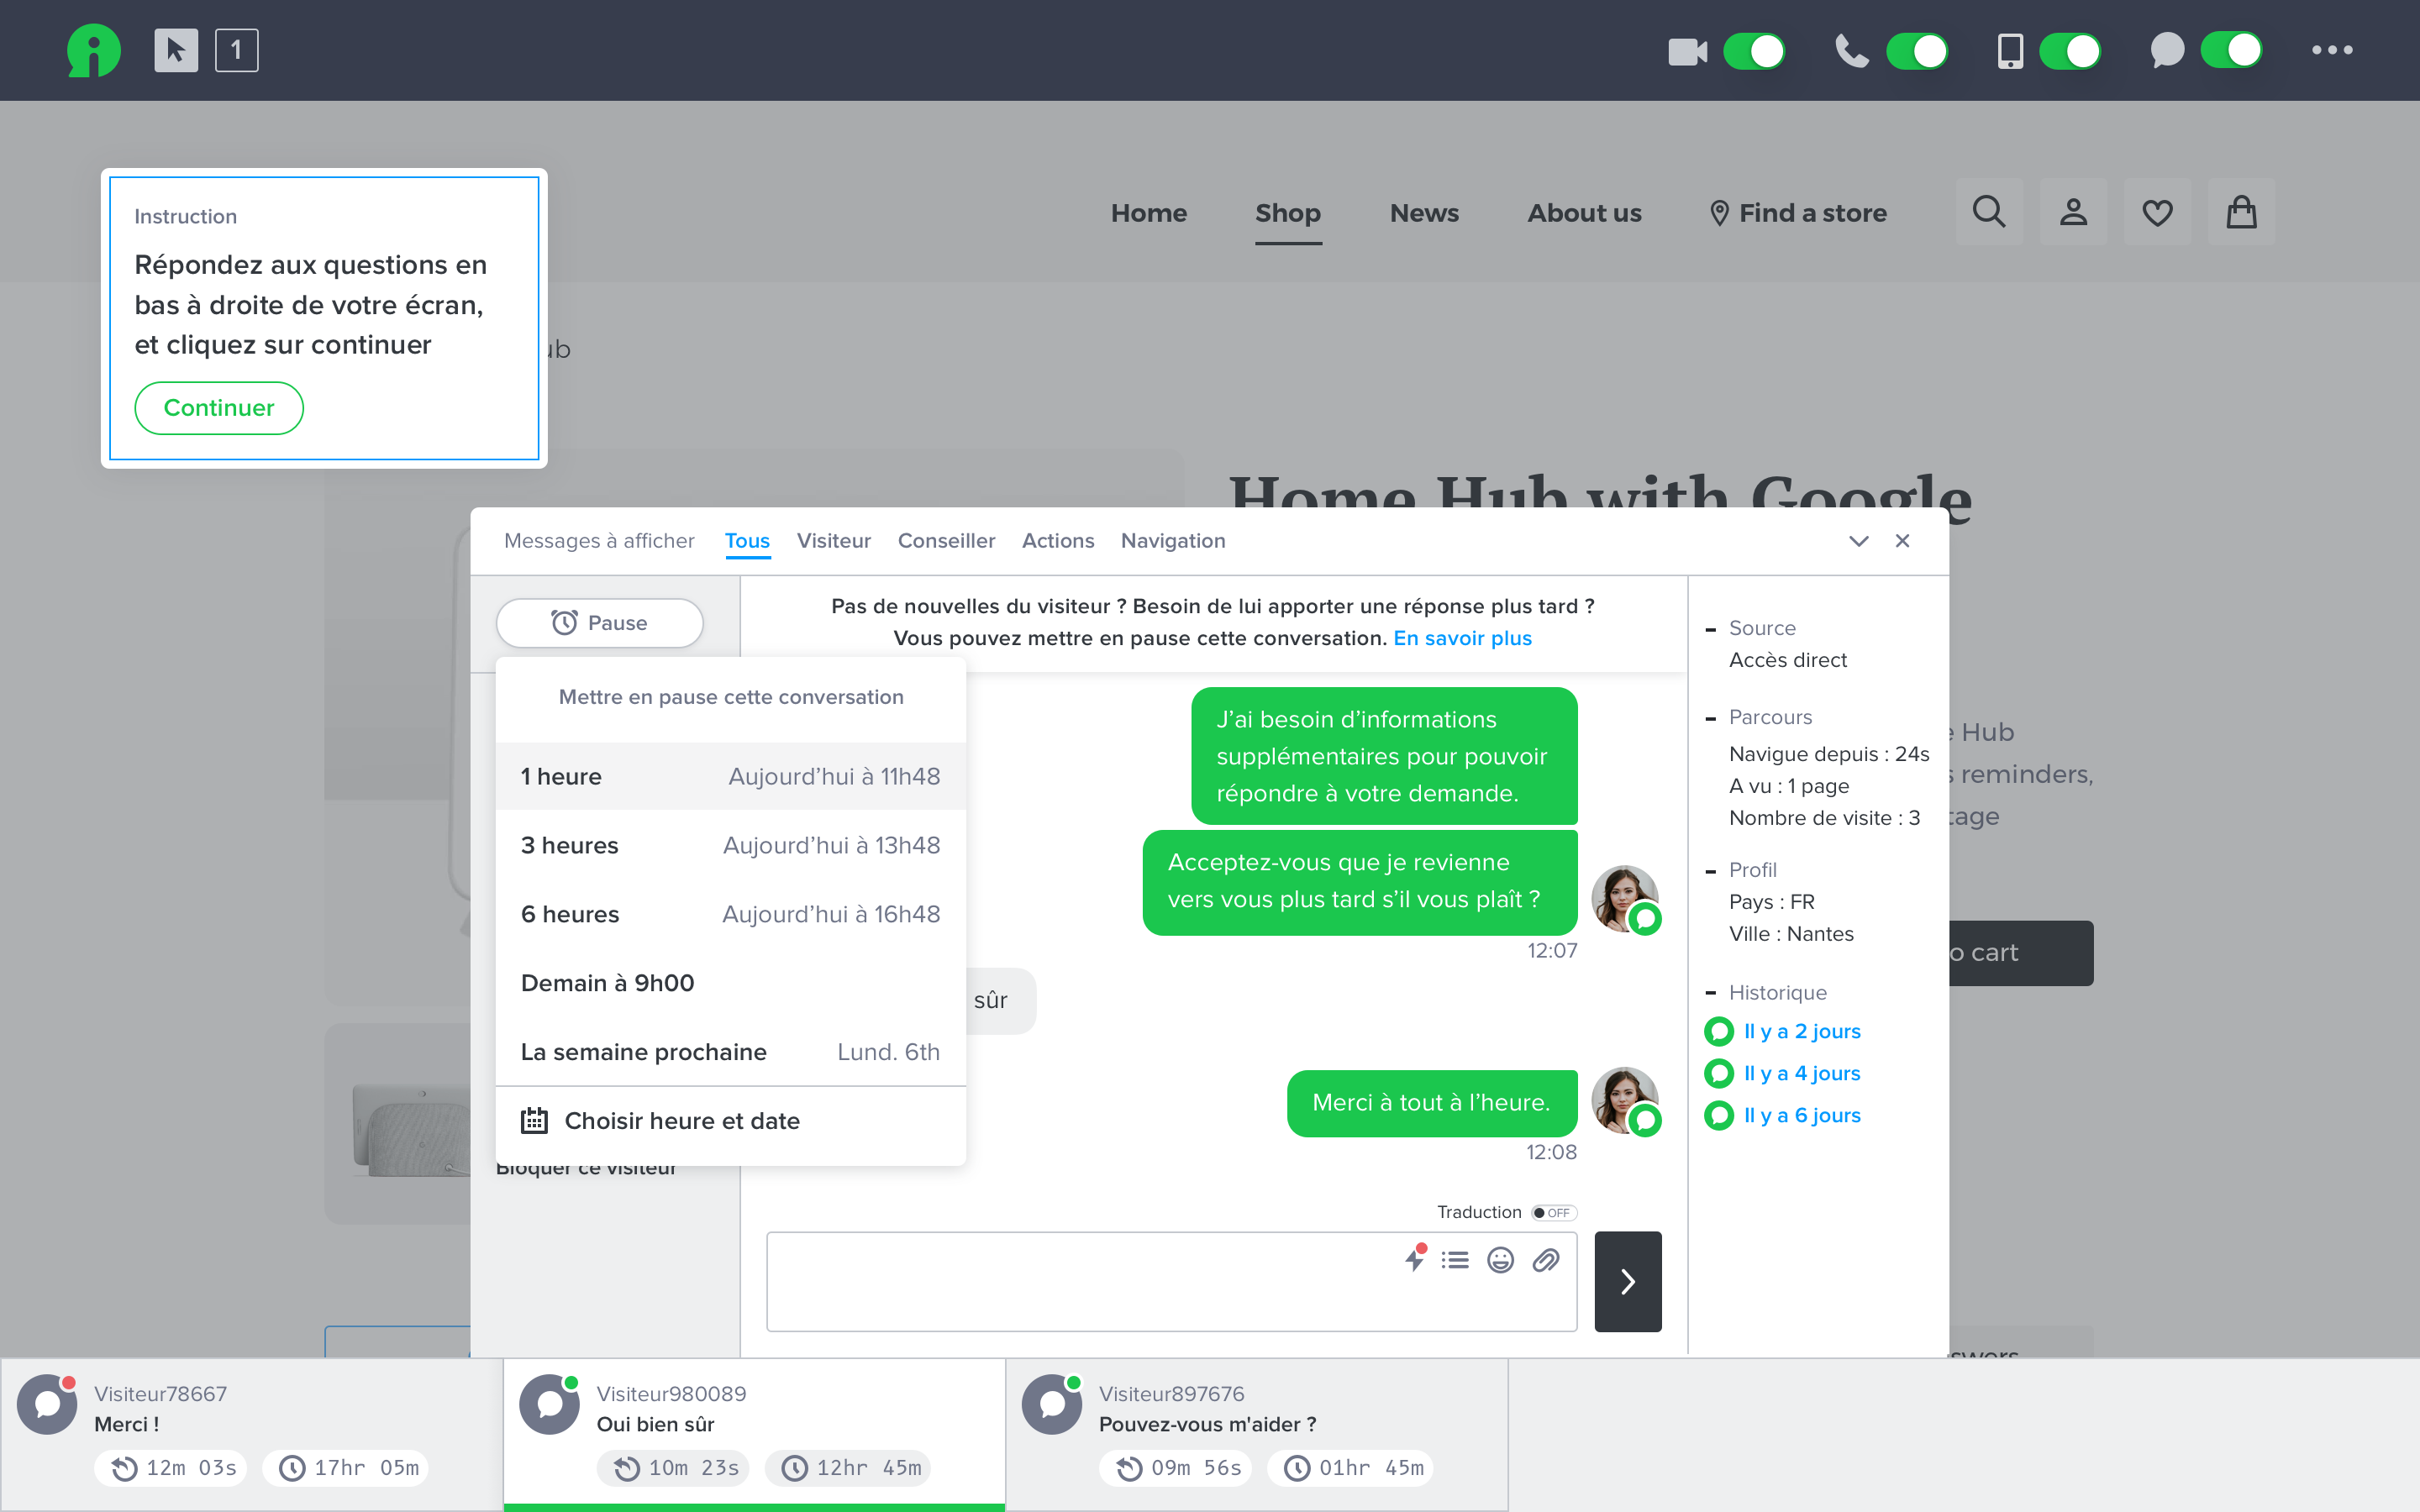 1
Home
Shop
News
About us
Find a store
Instruction
Répondez aux questions en
bas à droite de votre écran,
et cliquez sur continuer
Continuer
Home Hub with Google
Messages à afficher
Tous
Visiteur
Conseiller
Actions
Navigation
Pause
Pas de nouvelles du visiteur ? Besoin de lui apporter une réponse plus tard ?
Vous pouvez mettre en pause cette conversation. En savoir plus
Mettre en pause cette conversation
1 heure Aujourd’hui à 11h48
3 heures Aujourd’hui à 13h48
6 heures Aujourd’hui à 16h48
Demain à 9h00
La semaine prochaine Lund. 6th
Choisir heure et date
Bloquer ce visiteur
J’ai besoin d’informations
supplémentaires pour pouvoir
répondre à votre demande.
Acceptez-vous que je revienne
vers vous plus tard s’il vous plaît ?
12:07
sûr
Merci à tout à l’heure.
12:08
Traduction OFF
Source
Accès direct
Parcours
Navigue depuis : 24s
A vu : 1 page
Nombre de visite : 3
Profil
Pays : FR
Ville : Nantes
Historique
Il y a 2 jours
Il y a 4 jours
Il y a 6 jours
Hub
reminders,
cart
Visiteur78667
Merci !
12m 03s 17hr 05m
Visiteur980089
Oui bien sûr
10m 23s 12hr 45m
Visiteur897676
Pouvez-vous m'aider ?
09m 56s 01hr 45m